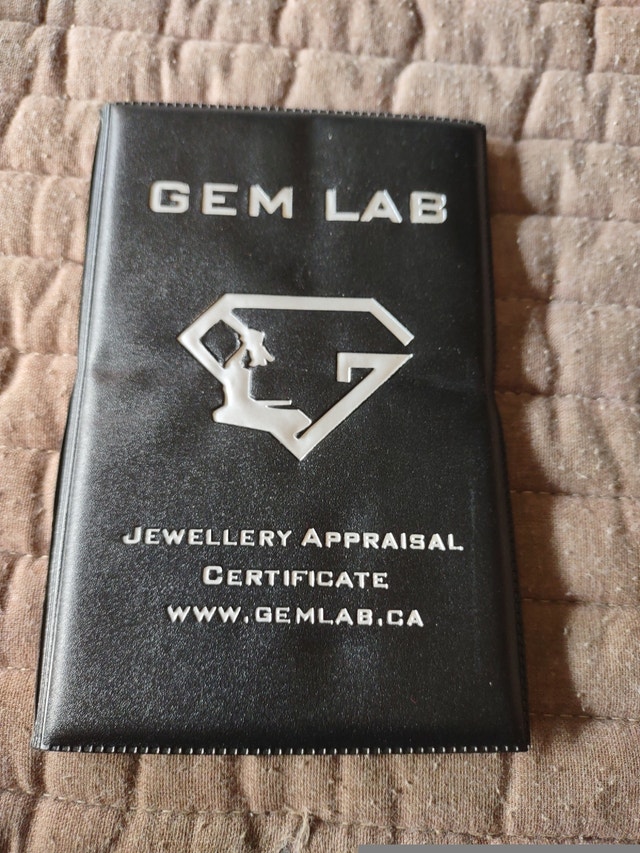 GEM LAB
JEWELLERY APPRAISAL
CERTIFICATE
WWW.GEMLAB.CA